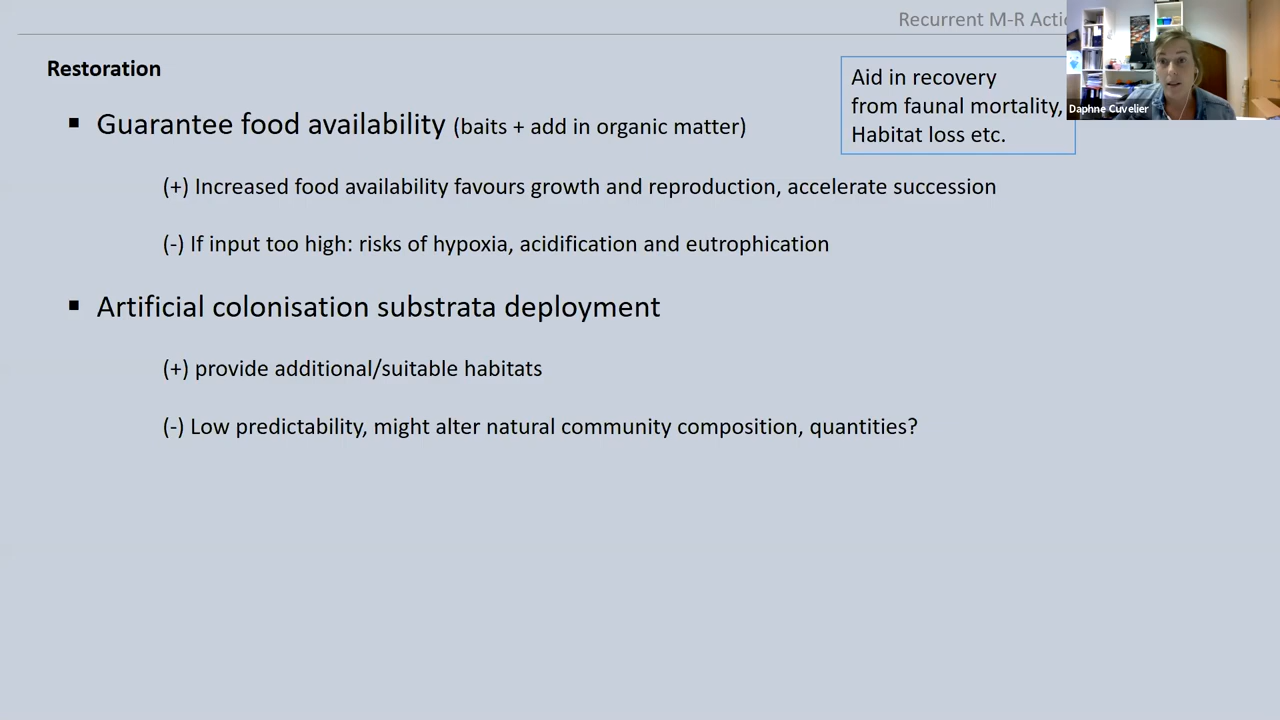 Recurrent M-R Actio
Restoration
Aid in recovery
from faunal mortality,
Habitat loss etc.
Daphne Cuvelier
▪ Guarantee food availability (baits + add in organic matter)
(+) Increased food availability favours growth and reproduction, accelerate succession
(-) If input too high: risks of hypoxia, acidification and eutrophication
▪ Artificial colonisation substrata deployment
(+) provide additional/suitable habitats
(-) Low predictability, might alter natural community composition, quantities?